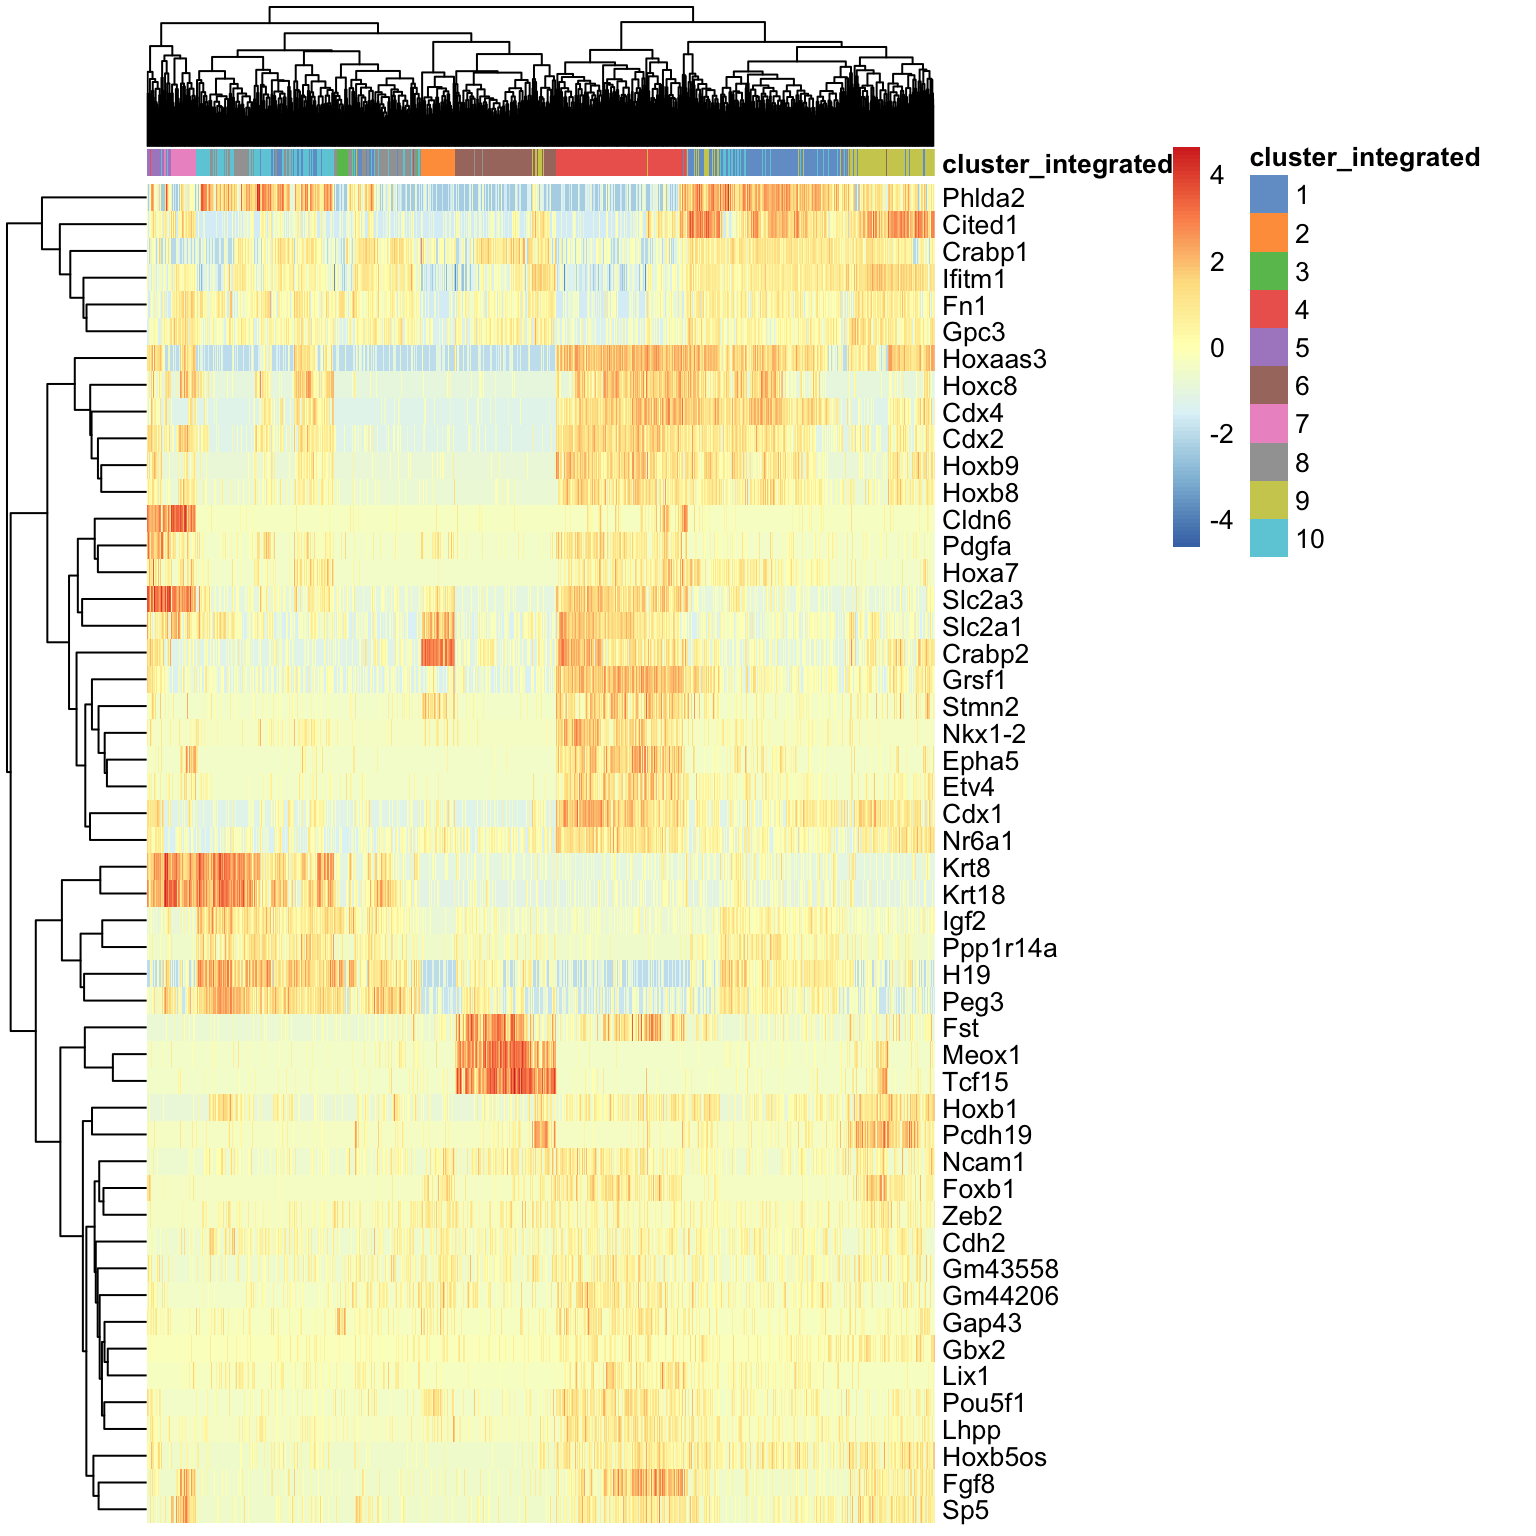 cluster_integrated
Phlda2
Cited1
Crabp1
Ifitm1
Fn1
Gpc3
Hoxaas3
Hoxc8
Cdx4
Cdx2
Hoxb9
Hoxb8
Cldn6
Pdgfa
Hoxa7
Slc2a3
Slc2a1
Crabp2
Grsf1
Stmn2
Nkx1-2
Epha5
Etv4
Cdx1
Nr6a1
Krt8
Krt18
Igf2
Ppp1r14a
H19
Peg3
Fst
Meox1
Tcf15
Hoxb1
Pcdh19
Ncam1
Foxb1
Zeb2
Cdh2
Gm43558
Gm44206
Gap43
Gbx2
Lix1
Pou5f1
Lhpp
Hoxb5os
Fgf8
Sp5
4
2
0
-2
-4
cluster_integrated
1
2
3
4
5
6
7
8
9
10